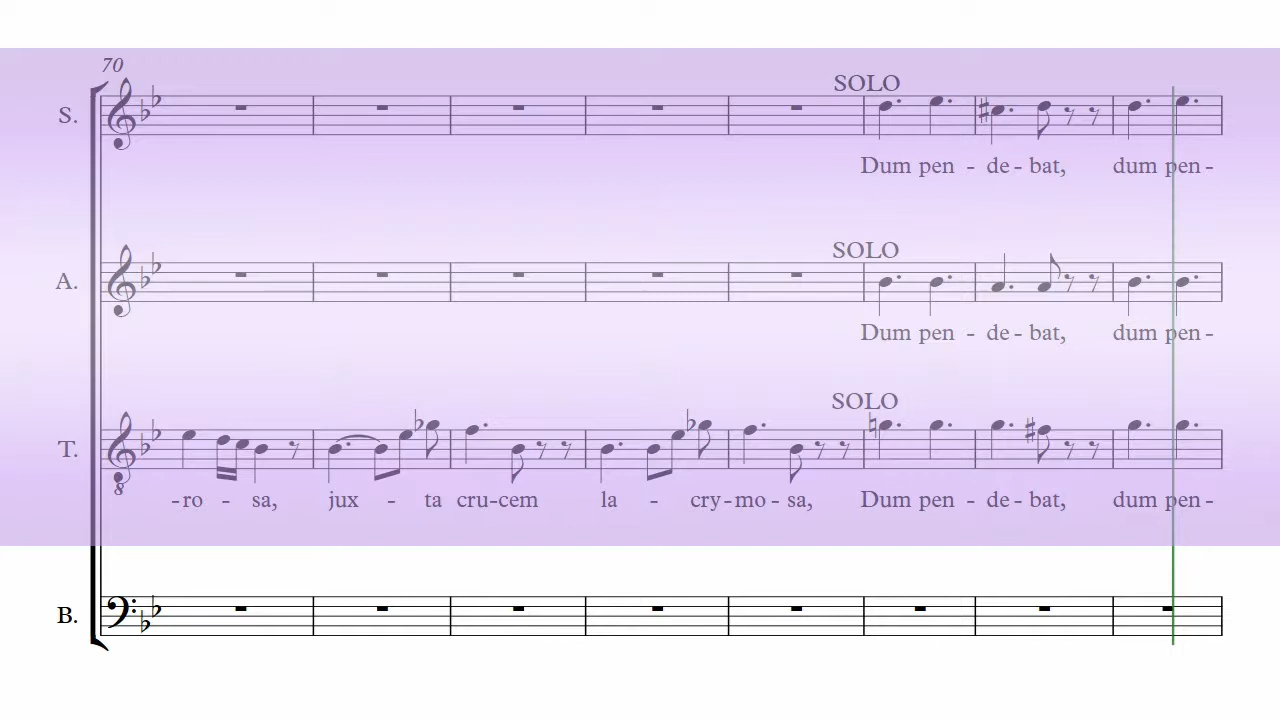 70
SOLO
S.
Dum pen - de - bat, dum pen -
SOLO
A.
Dum pen - de - bat, dum pen -
SOLO
T.
8
- ro - sa, jux - ta cru - cem la - cry - mo - sa, Dum pen - de - bat, dum pen -
B.